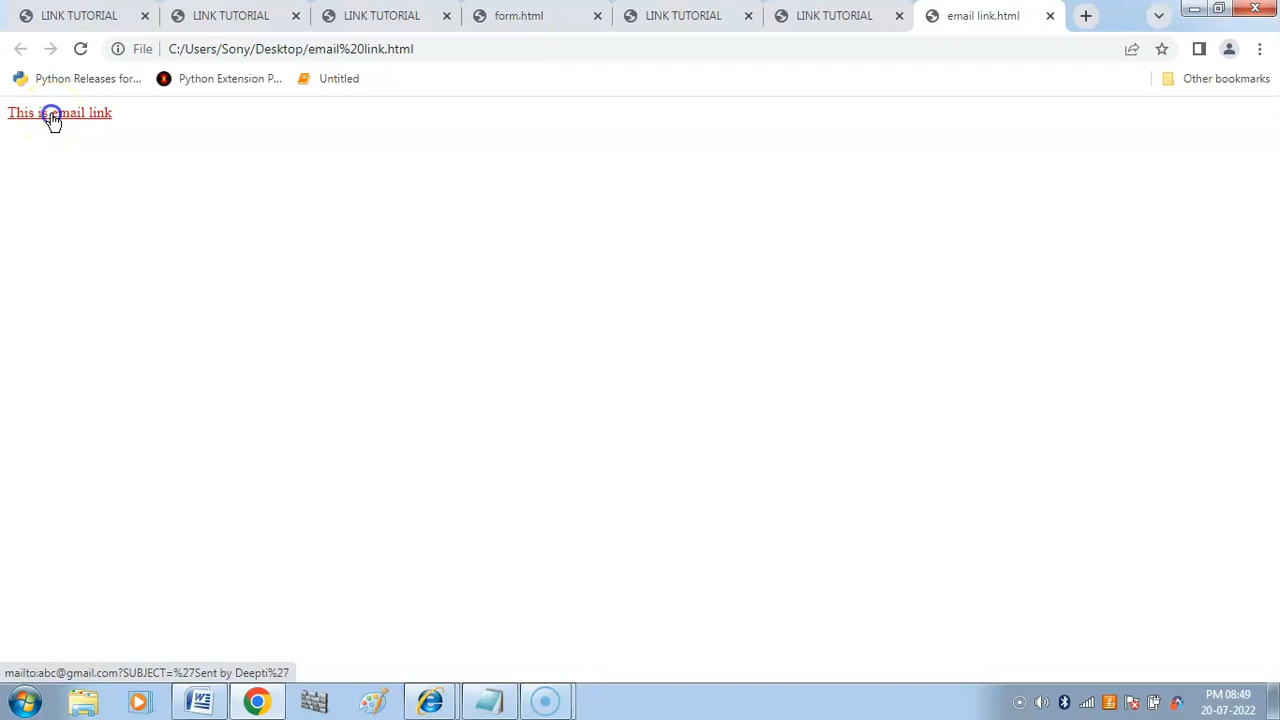 LINK TUTORIAL
LINK TUTORIAL
LINK TUTORIAL
form.html
LINK TUTORIAL
LINK TUTORIAL
email link.html
File
C:/Users/Sony/Desktop/email%20link.html
Python Releases for...
Python Extension P...
Untitled
Other bookmarks
This is email link
mailto:abc@gmail.com?SUBJECT=%27Sent by Deepti%27
PM 08:49
20-07-2022